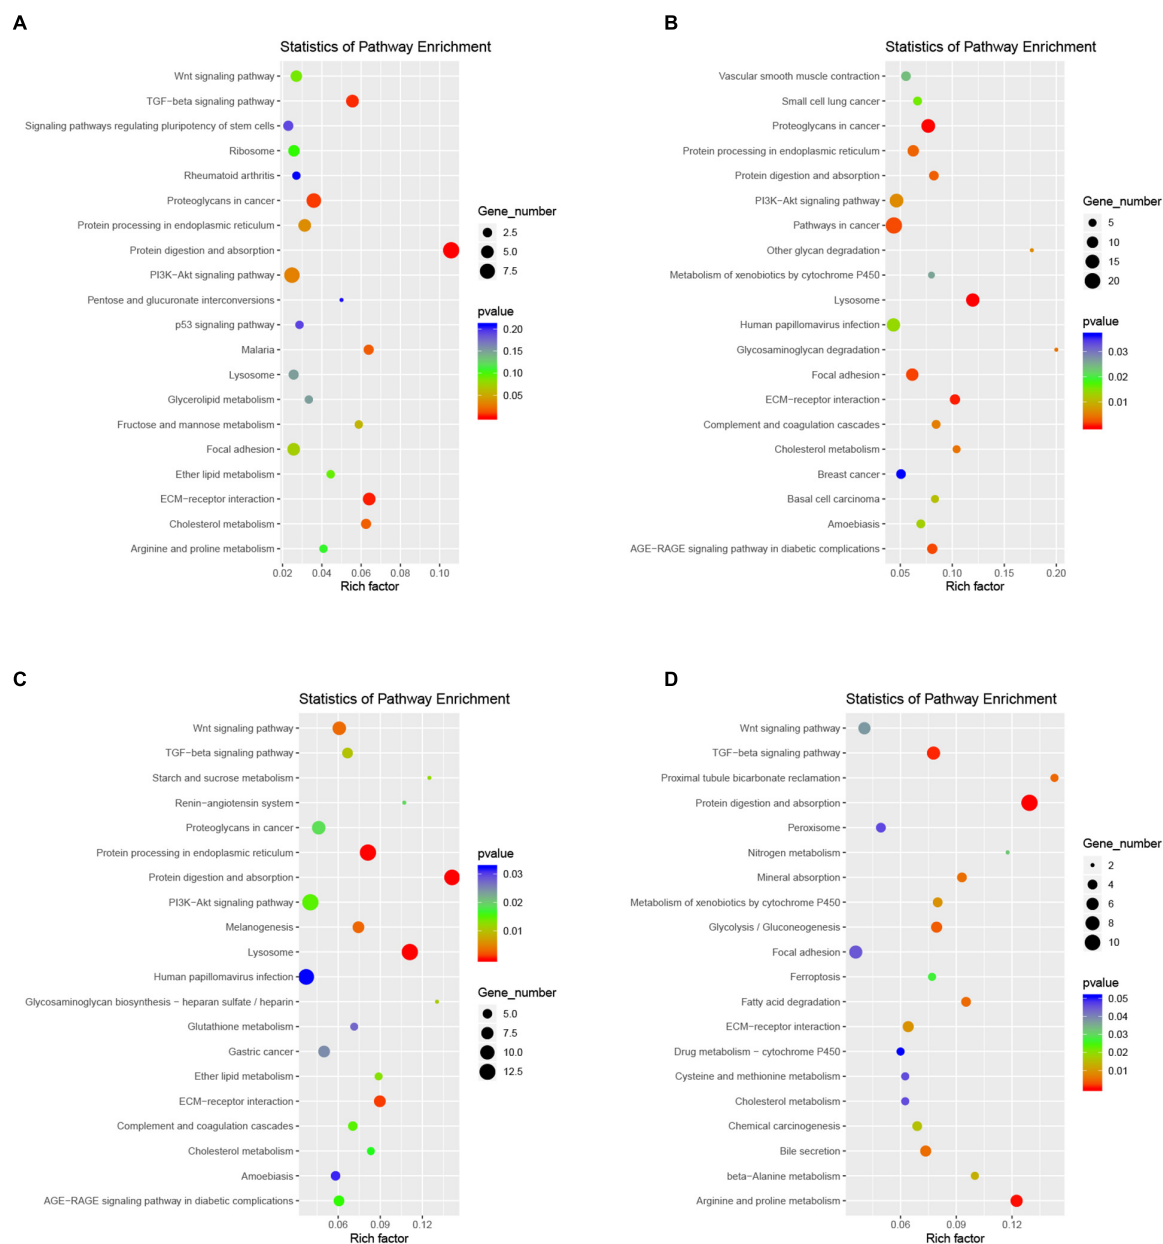 A
Statistics of Pathway Enrichment
Wnt signaling pathway
TGF−beta signaling pathway
Signaling pathways regulating pluripotency of stem cells
Ribosome
Rheumatoid arthritis
Proteoglycans in cancer
Protein processing in endoplasmic reticulum
Protein digestion and absorption
PI3K−Akt signaling pathway
Pentose and glucuronate interconversions
p53 signaling pathway
Malaria
Lysosome
Glycerolipid metabolism
Fructose and mannose metabolism
Focal adhesion
Ether lipid metabolism
ECM−receptor interaction
Cholesterol metabolism
Arginine and proline metabolism
0.02 0.04 0.06 0.08 0.10
Rich factor
Gene_number
2.5
5.0
7.5
pvalue
0.20
0.15
0.10
0.05
B
Statistics of Pathway Enrichment
Vascular smooth muscle contraction
Small cell lung cancer
Proteoglycans in cancer
Protein processing in endoplasmic reticulum
Protein digestion and absorption
PI3K−Akt signaling pathway
Pathways in cancer
Other glycan degradation
Metabolism of xenobiotics by cytochrome P450
Lysosome
Human papillomavirus infection
Glycosaminoglycan degradation
Focal adhesion
ECM−receptor interaction
Complement and coagulation cascades
Cholesterol metabolism
Breast cancer
Basal cell carcinoma
Amoebiasis
AGE−RAGE signaling pathway in diabetic complications
0.05 0.10 0.15 0.20
Rich factor
Gene_number
5
10
15
20
pvalue
0.03
0.02
0.01
C
Statistics of Pathway Enrichment
Wnt signaling pathway
TGF−beta signaling pathway
Starch and sucrose metabolism
Renin−angiotensin system
Proteoglycans in cancer
Protein processing in endoplasmic reticulum
Protein digestion and absorption
PI3K−Akt signaling pathway
Melanogenesis
Lysosome
Human papillomavirus infection
Glycosaminoglycan biosynthesis − heparan sulfate / heparin
Glutathione metabolism
Gastric cancer
Ether lipid metabolism
ECM−receptor interaction
Complement and coagulation cascades
Cholesterol metabolism
Amoebiasis
AGE−RAGE signaling pathway in diabetic complications
0.06 0.09 0.12
Rich factor
pvalue
0.03
0.02
0.01
Gene_number
5.0
7.5
10.0
12.5
D
Statistics of Pathway Enrichment
Wnt signaling pathway
TGF−beta signaling pathway
Proximal tubule bicarbonate reclamation
Protein digestion and absorption
Peroxisome
Nitrogen metabolism
Mineral absorption
Metabolism of xenobiotics by cytochrome P450
Glycolysis / Gluconeogenesis
Focal adhesion
Ferroptosis
Fatty acid degradation
ECM−receptor interaction
Drug metabolism − cytochrome P450
Cysteine and methionine metabolism
Cholesterol metabolism
Chemical carcinogenesis
Bile secretion
beta−Alanine metabolism
Arginine and proline metabolism
0.06 0.09 0.12
Rich factor
Gene_number
2
4
6
8
10
pvalue
0.05
0.04
0.03
0.02
0.01